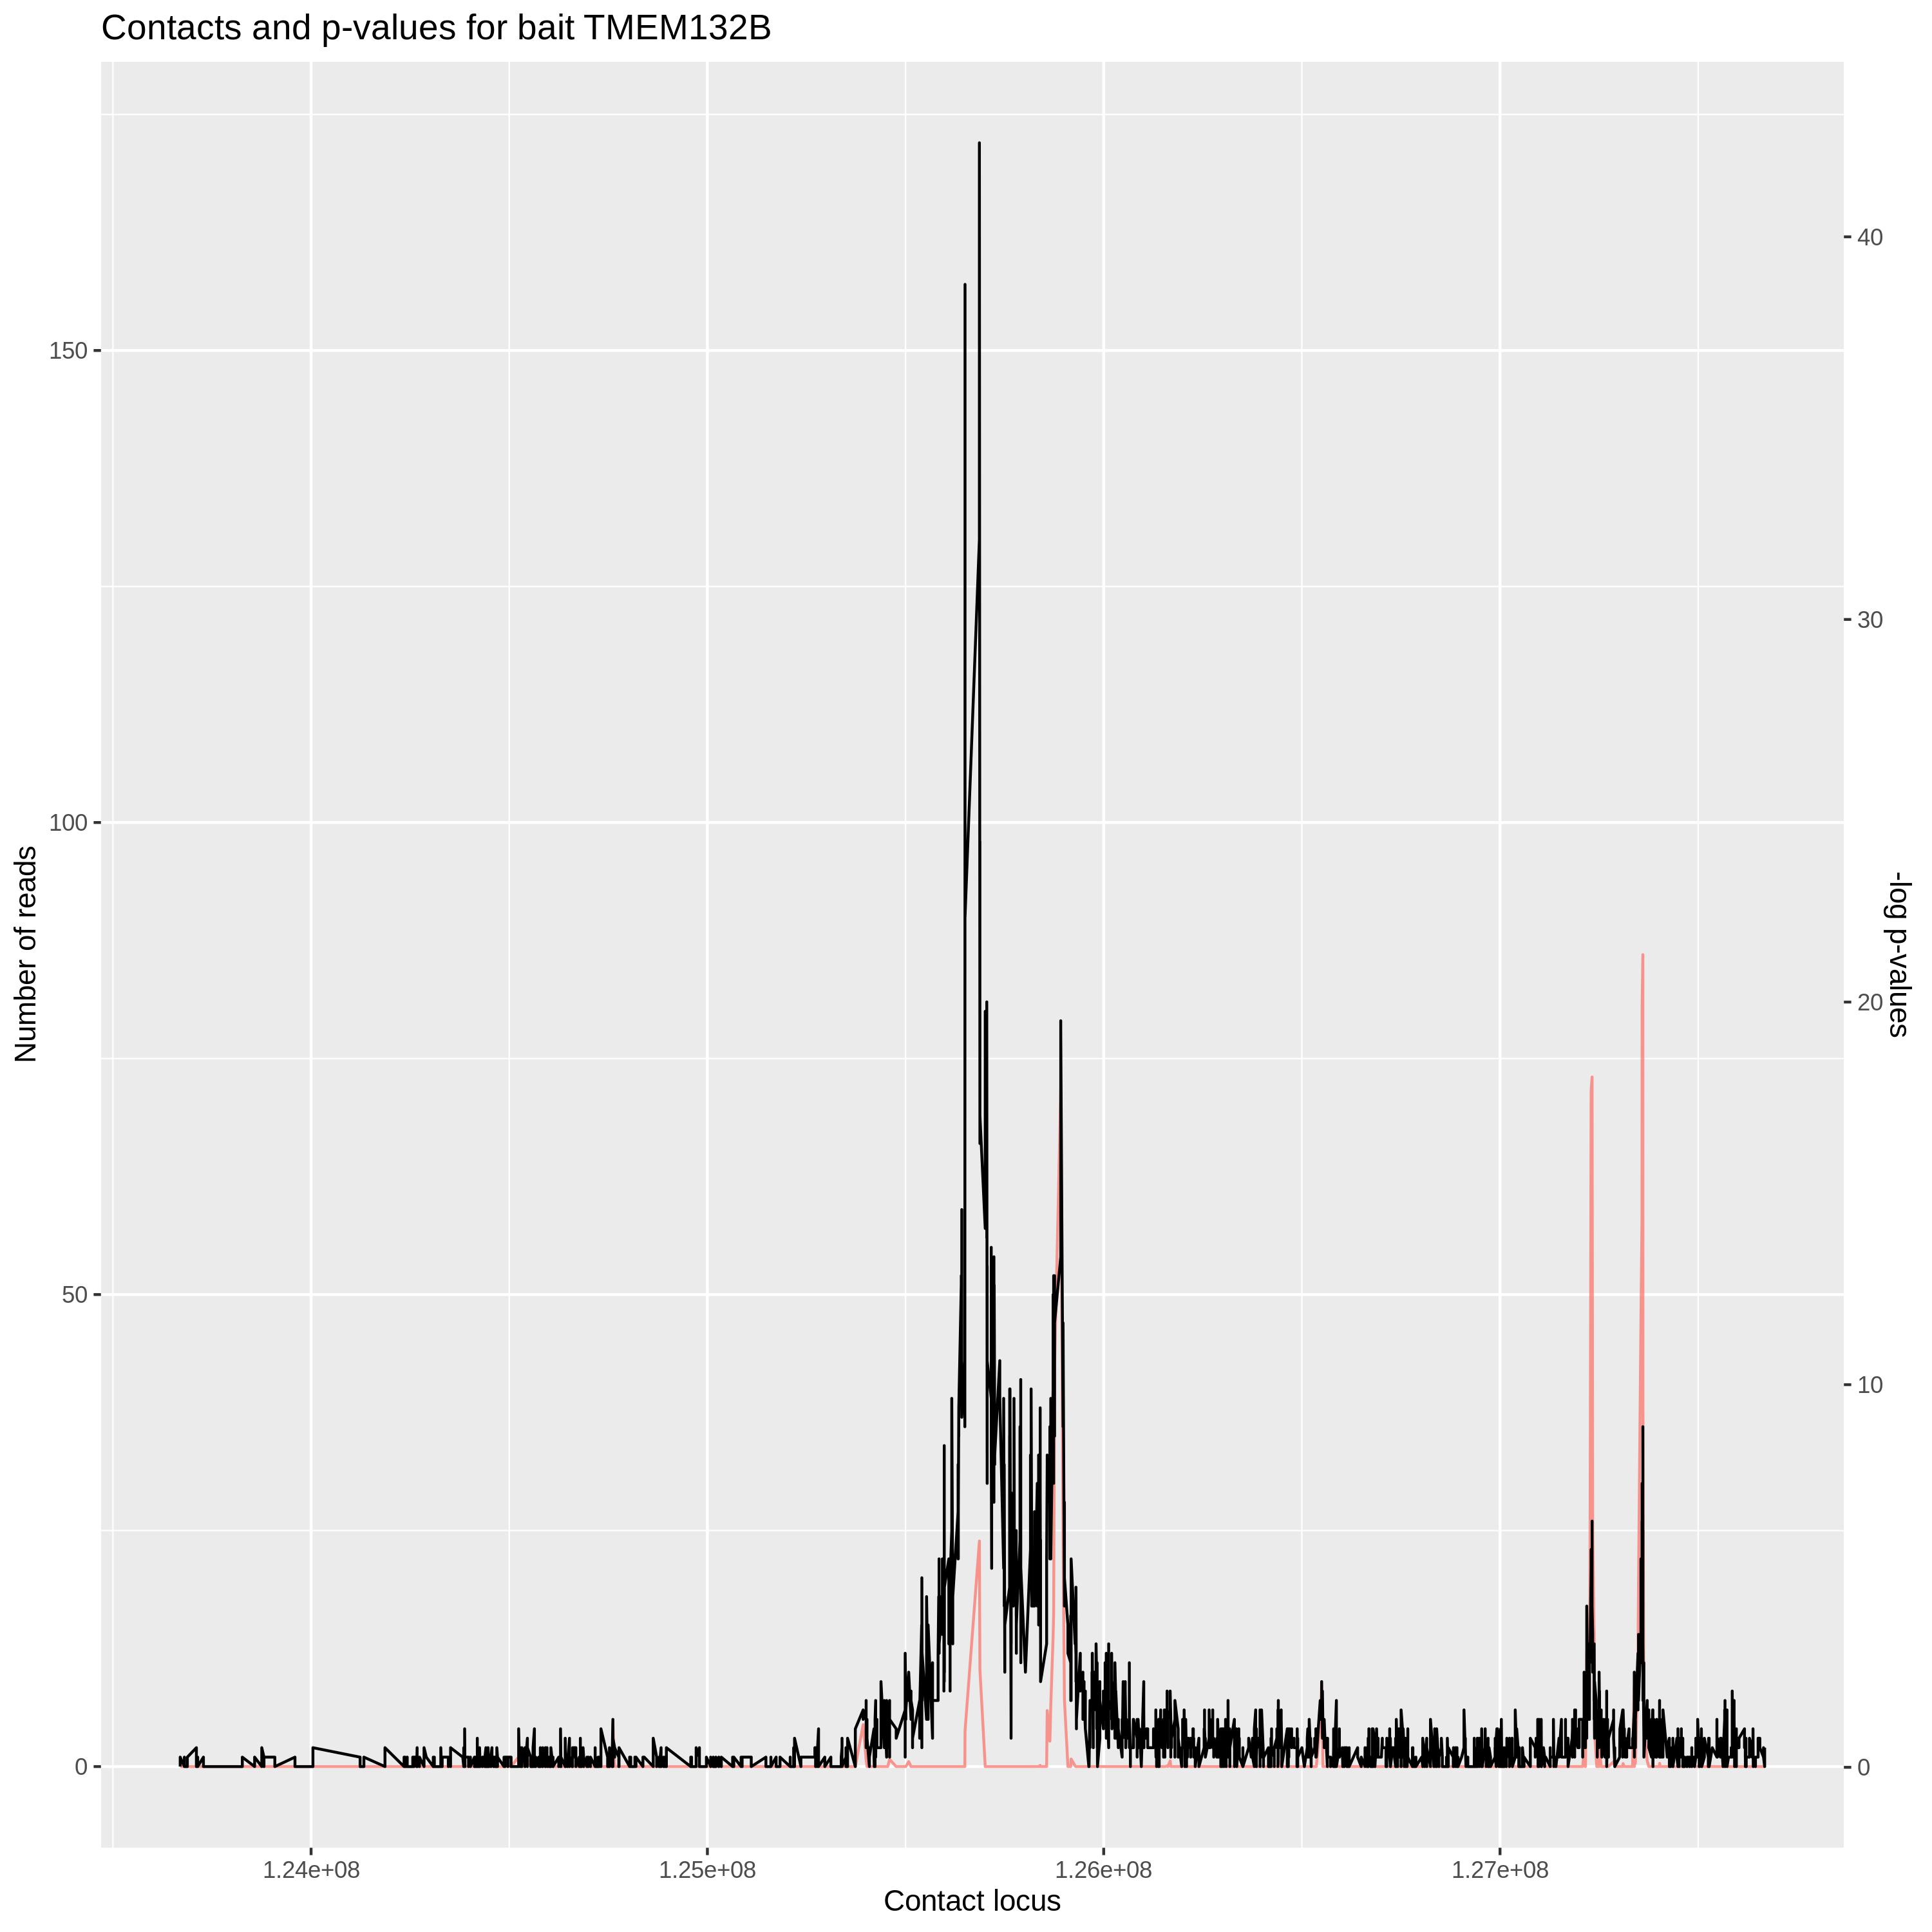 Contacts and p-values for bait TMEM132B
Number of reads
150
100
50
0
40
30
20
10
0
-log p-values
1.24e+08
1.25e+08
1.26e+08
1.27e+08
Contact locus